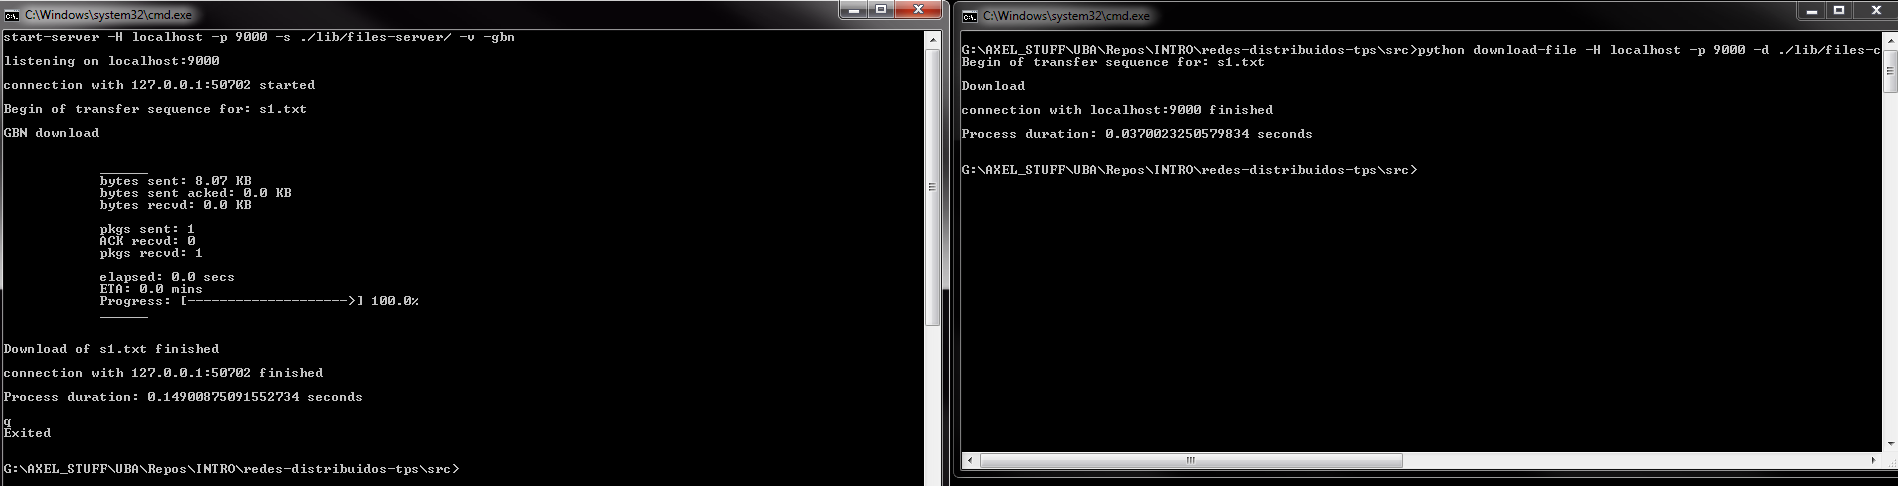 C:\Windows\system32\cmd.exe
start-server -H localhost -p 9000 -s ./lib/files-server/ -v -gbn
listening on localhost:9000
connection with 127.0.0.1:50702 started
Begin of transfer sequence for: s1.txt
GBN download
______
bytes sent: 8.07 KB
bytes sent acked: 0.0 KB
bytes recvd: 0.0 KB
pkgs sent: 1
ACK recvd: 0
pkgs recvd: 1
elapsed: 0.0 secs
ETA: 0.0 mins
Progress: [-------------------->] 100.0%
______
Download of s1.txt finished
connection with 127.0.0.1:50702 finished
Process duration: 0.14900875091552734 seconds
q
Exited
G:\AXEL_STUFF\UBA\Repos\INTRO\redes-distribuidos-tps\src>
C:\Windows\system32\cmd.exe
G:\AXEL_STUFF\UBA\Repos\INTRO\redes-distribuidos-tps\src>python download-file -H localhost -p 9000 -d ./lib/files-c
Begin of transfer sequence for: s1.txt
Download
connection with localhost:9000 finished
Process duration: 0.0370023250579834 seconds
G:\AXEL_STUFF\UBA\Repos\INTRO\redes-distribuidos-tps\src>